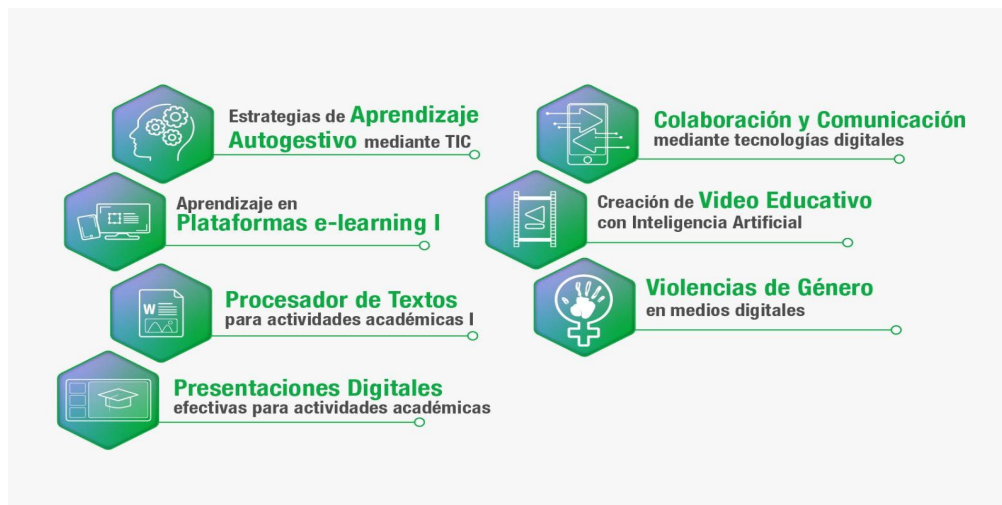 Estrategias de Aprendizaje
Autogestivo mediante TIC
Aprendizaje en
Plataformas e-learning I
W
Procesador de Textos
para actividades académicas I
Presentaciones Digitales
efectivas para actividades académicas
Colaboración y Comunicación
mediante tecnologías digitales
Creación de Video Educativo
con Inteligencia Artificial
Violencias de Género
en medios digitales